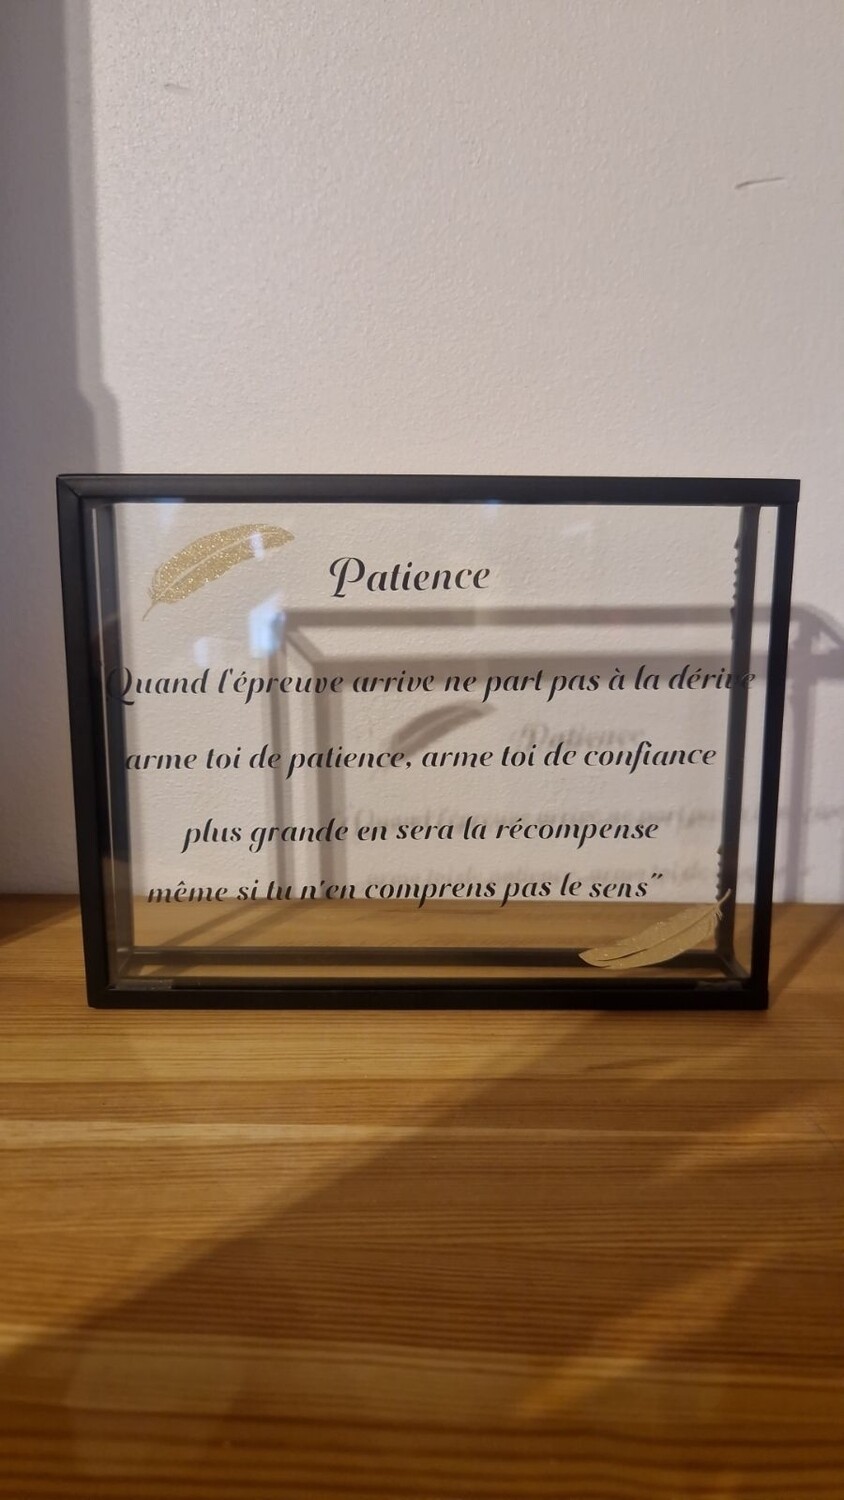 Patience
"Quand l'épreuve arrive ne part pas à la dérive
arme toi de patience, arme toi de confiance
plus grande en sera la récompense
même si tu n'en comprens pas le sens"